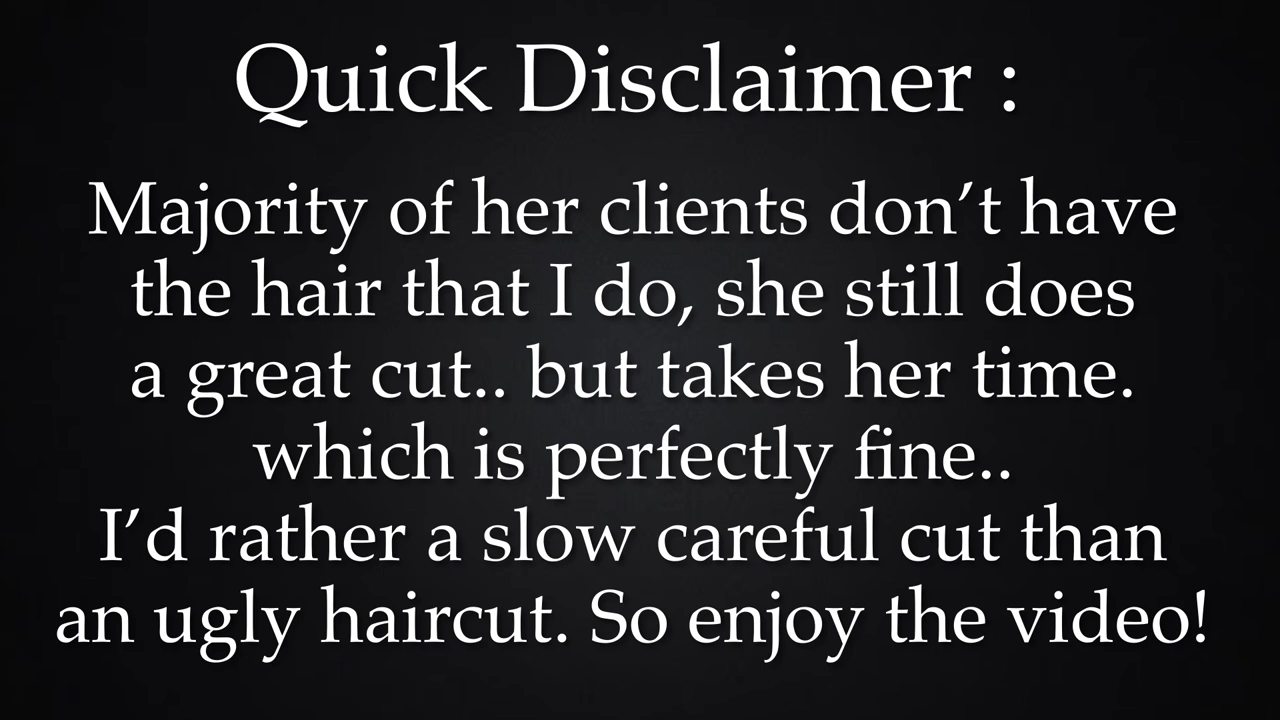 Quick Disclaimer :
Majority of her clients don’t have
the hair that I do, she still does
a great cut.. but takes her time.
which is perfectly fine..
I’d rather a slow careful cut than
an ugly haircut. So enjoy the video!